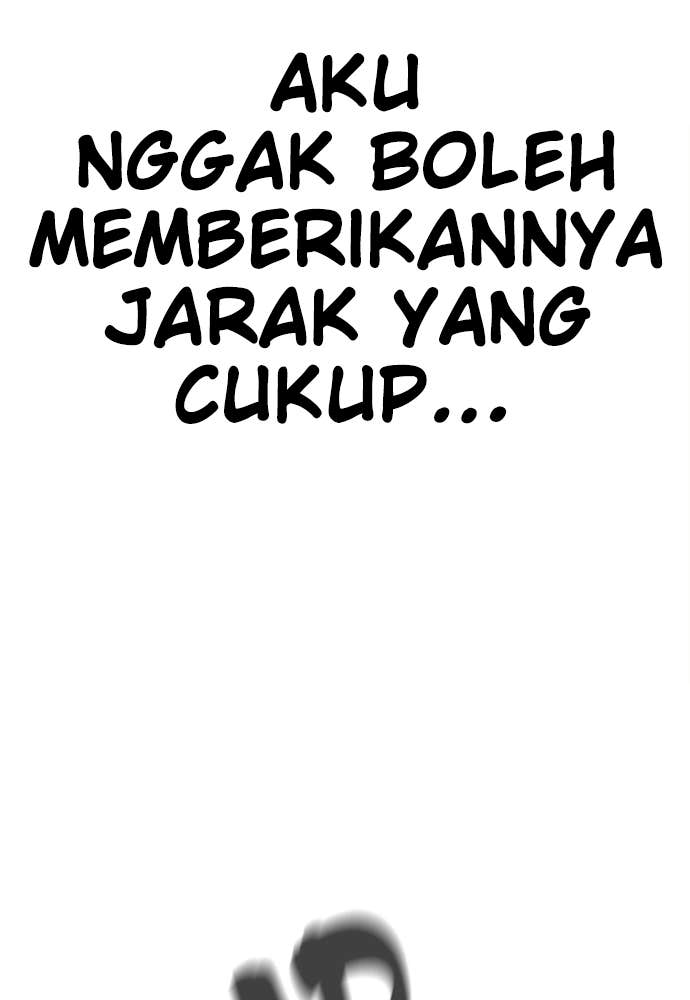 AKU
NGGAK BOLEH
MEMBERIKANNYA
JARAK YANG
CUKUP...